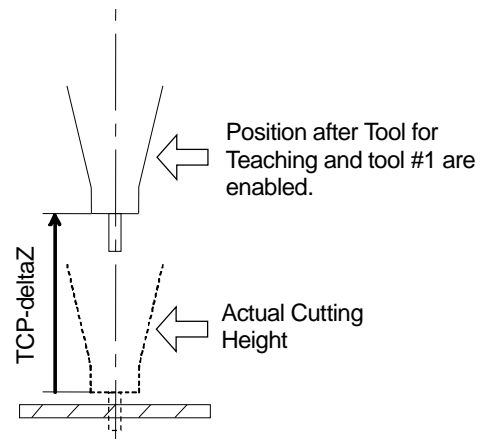 Position after Tool for
Teaching and tool #1 are
enabled.
TCP-deltaZ
Actual Cutting
Height